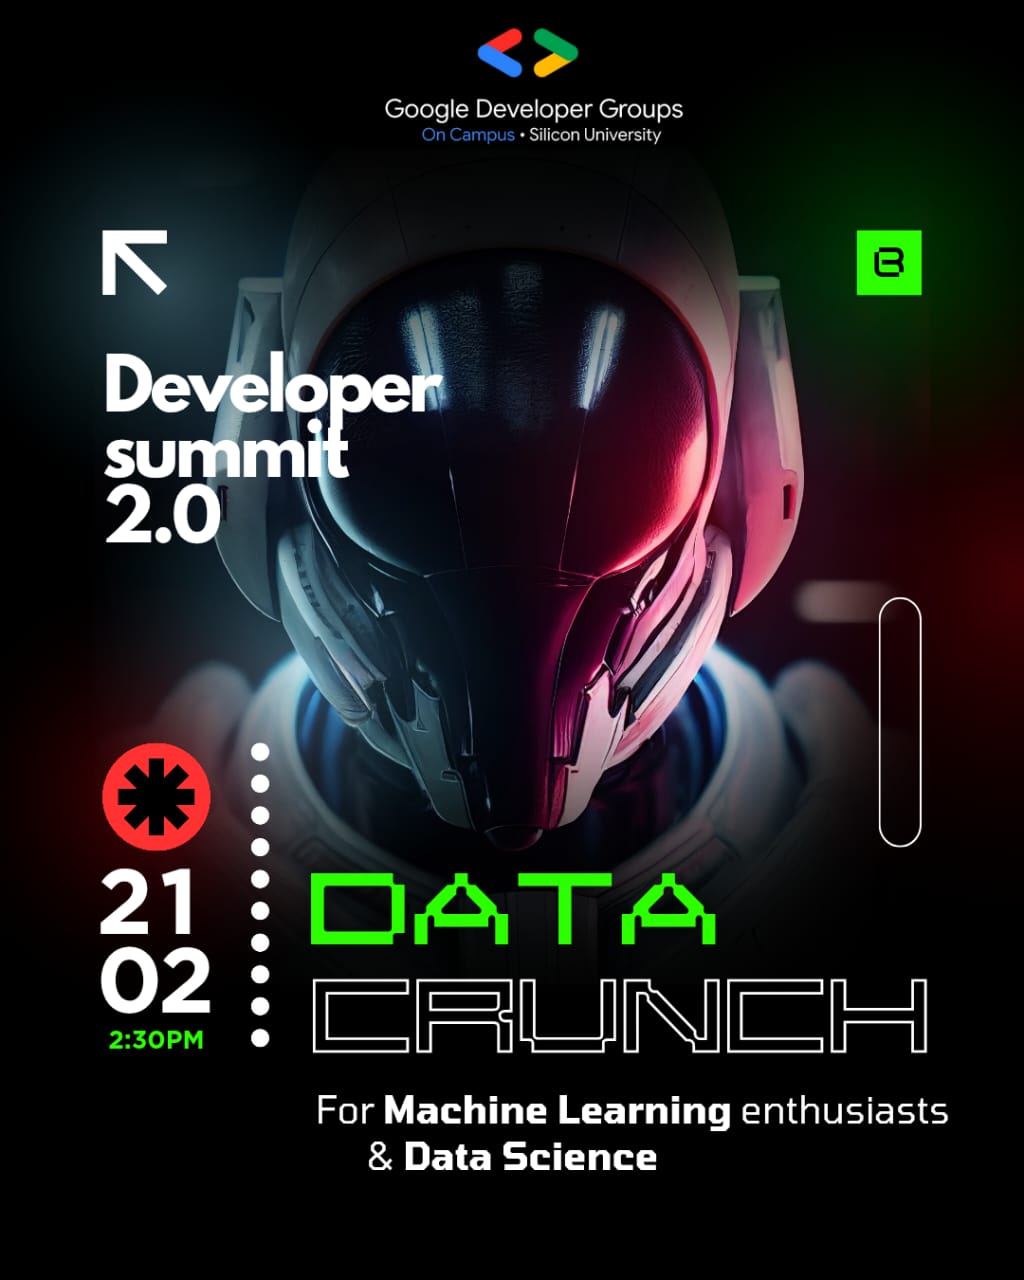 Google Developer Groups
On Campus • Silicon University
B
Developer
summit
2.0
21
02
2:30PM
DATA
CRUNCH
For Machine Learning enthusiasts
& Data Science